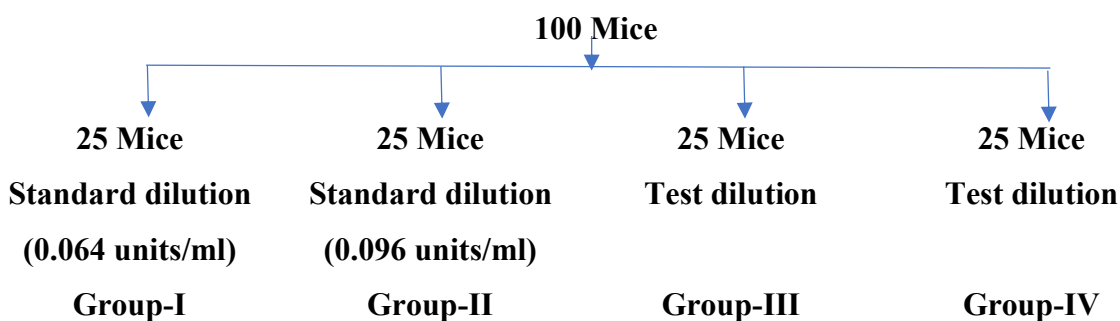 100 Mice
25 Mice 25 Mice 25 Mice 25 Mice
Standard dilution Standard dilution Test dilution Test dilution
(0.064 units/ml) (0.096 units/ml)
Group-I Group-II Group-III Group-IV